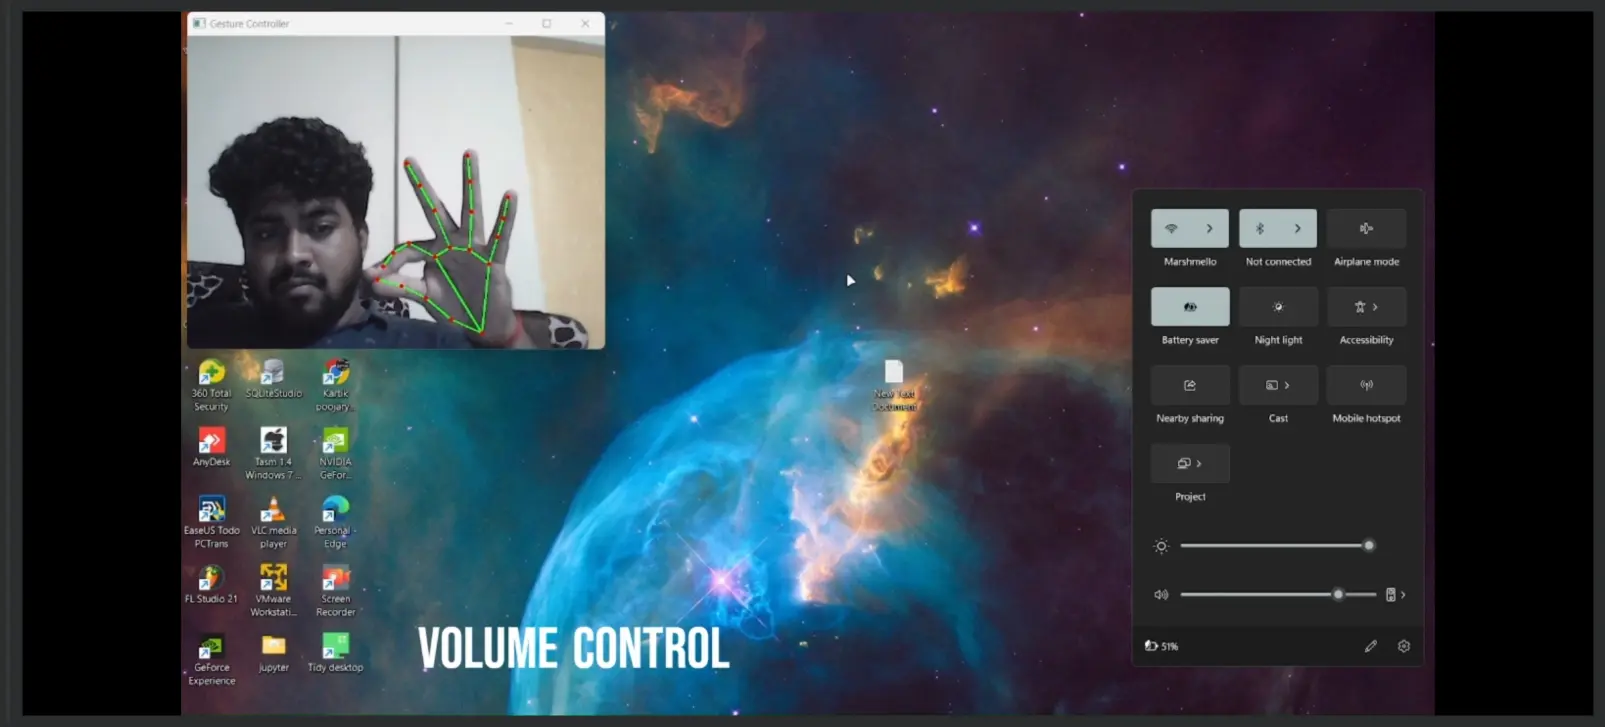 Gesture Controller
360 Total
Security
SQLiteStudio
Kartik
poojary...
AnyDesk
Tasm 1.4
Windows 7...
NVIDIA
GeFor...
EaseUS Todo
PCTrans
VLC media
player
Personal -
Edge
FL Studio 21
VMware
Workstati...
Screen
Recorder
GeForce
Experience
jupyter
Tidy desktop
New Text
Document
VOLUME CONTROL
Marshmello
Not connected
Airplane mode
Battery saver
Night light
Accessibility
Nearby sharing
Cast
Mobile hotspot
Project
51%